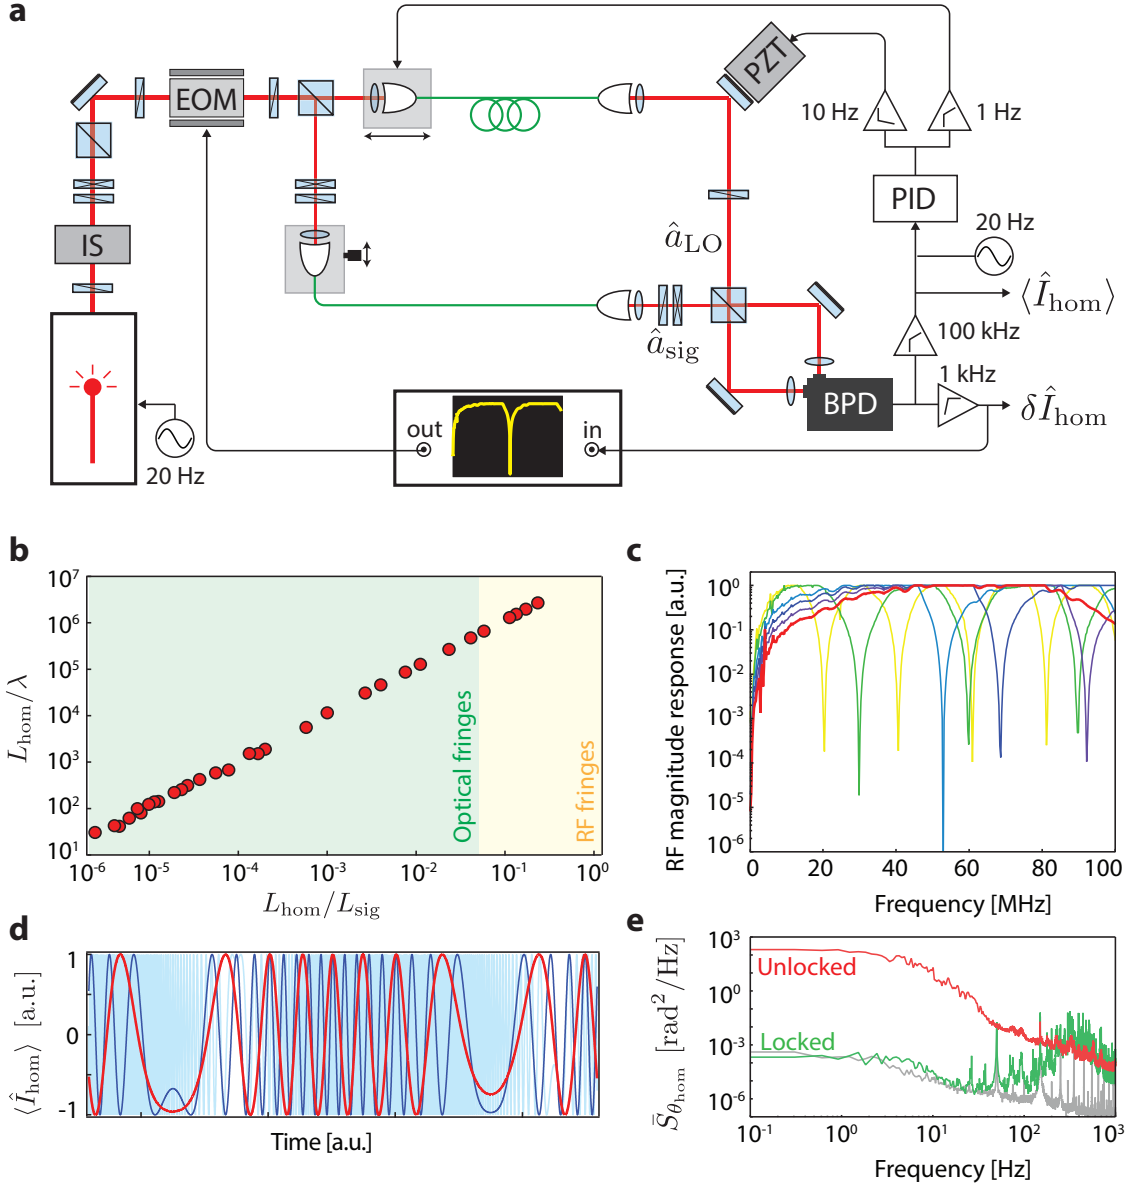 a
EOM
PZT
10 Hz
1 Hz
PID
20 Hz
IS
â_LO
⟨Î_hom⟩
100 kHz
â_sig
1 kHz
BPD
δÎ_hom
out
in
20 Hz
b
10^7
10^6
10^5
10^4
10^3
10^2
10^1
L_hom/λ
Optical fringes
RF fringes
10^-6
10^-5
10^-4
10^-3
10^-2
10^-1
10^0
L_hom/L_sig
c
RF magnitude response [a.u.]
10^0
10^-1
10^-2
10^-3
10^-4
10^-5
10^-6
0
20
40
60
80
100
Frequency [MHz]
d
⟨Î_hom⟩ [a.u.]
1
0
-1
Time [a.u.]
e
S̄_θ_hom [rad^2/Hz]
10^3
10^0
10^-3
10^-6
Unlocked
Locked
10^-1
10^0
10^1
10^2
10^3
Frequency [Hz]